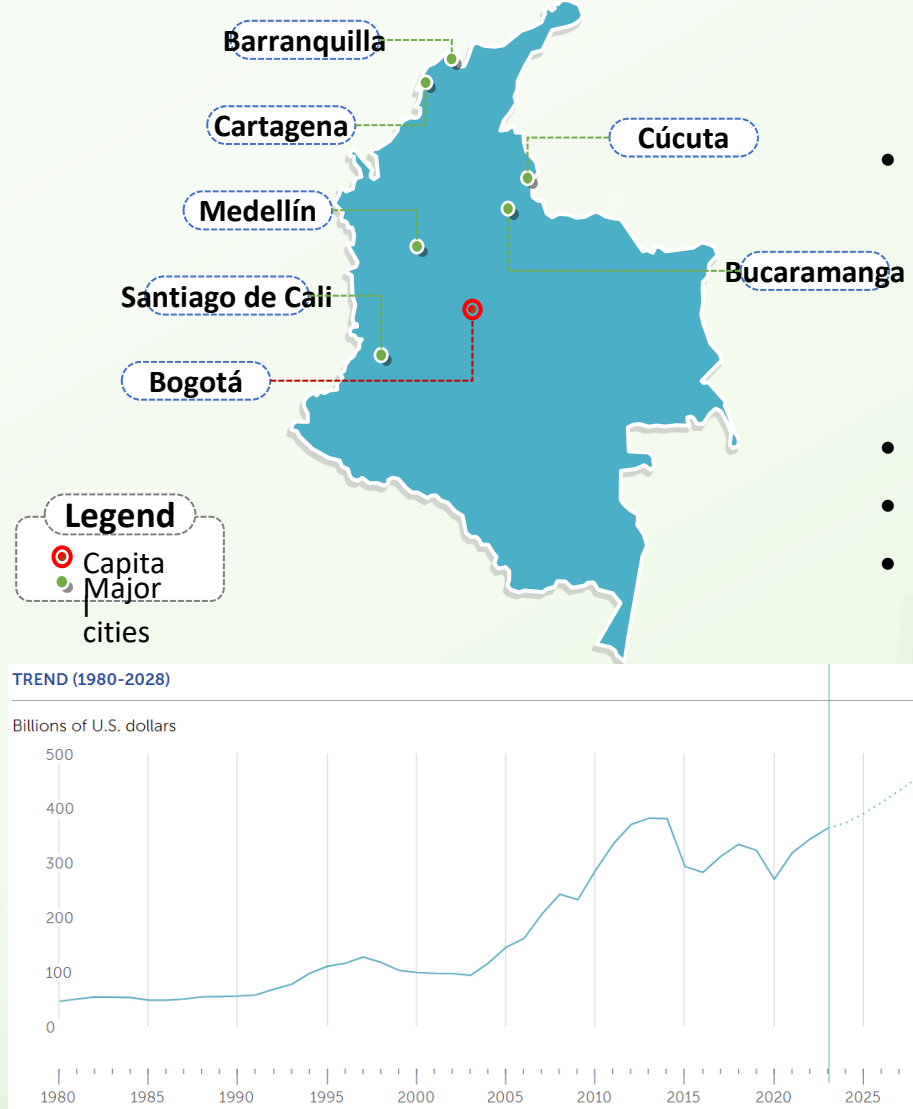 Barranquilla
Cartagena
Cúcuta
•
Medellín
Bucaramanga
Santiago de Cali
Bogotá
•
Legend
•
Capita
l
•
Major
cities
TREND (1980-2028)
Billions of U.S. dollars
500
400
300
200
100
0
1980 1985 1990 1995 2000 2005 2010 2015 2020 2025